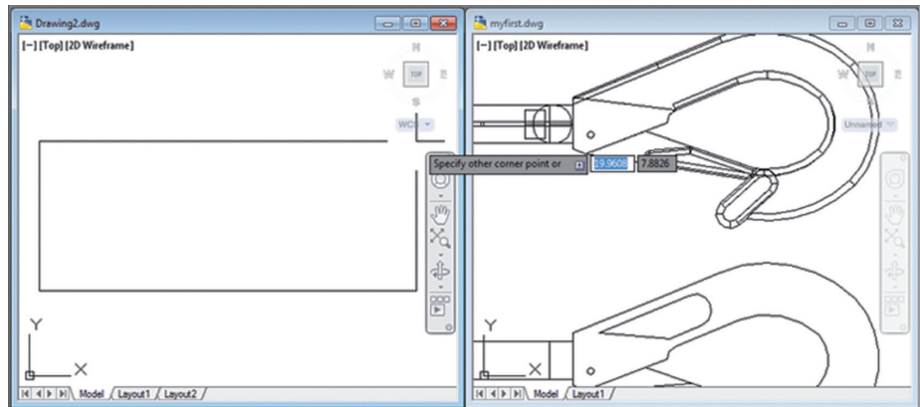 Drawing2.dwg
[−] [Top] [2D Wireframe]
N
W TOP E
S
WCS
Specify other corner point or 19.9608 7.8826
Y
X
Model Layout1 Layout2
myfirst.dwg
[−] [Top] [2D Wireframe]
N
W TOP E
S
Unnamed
Y
X
Model Layout1